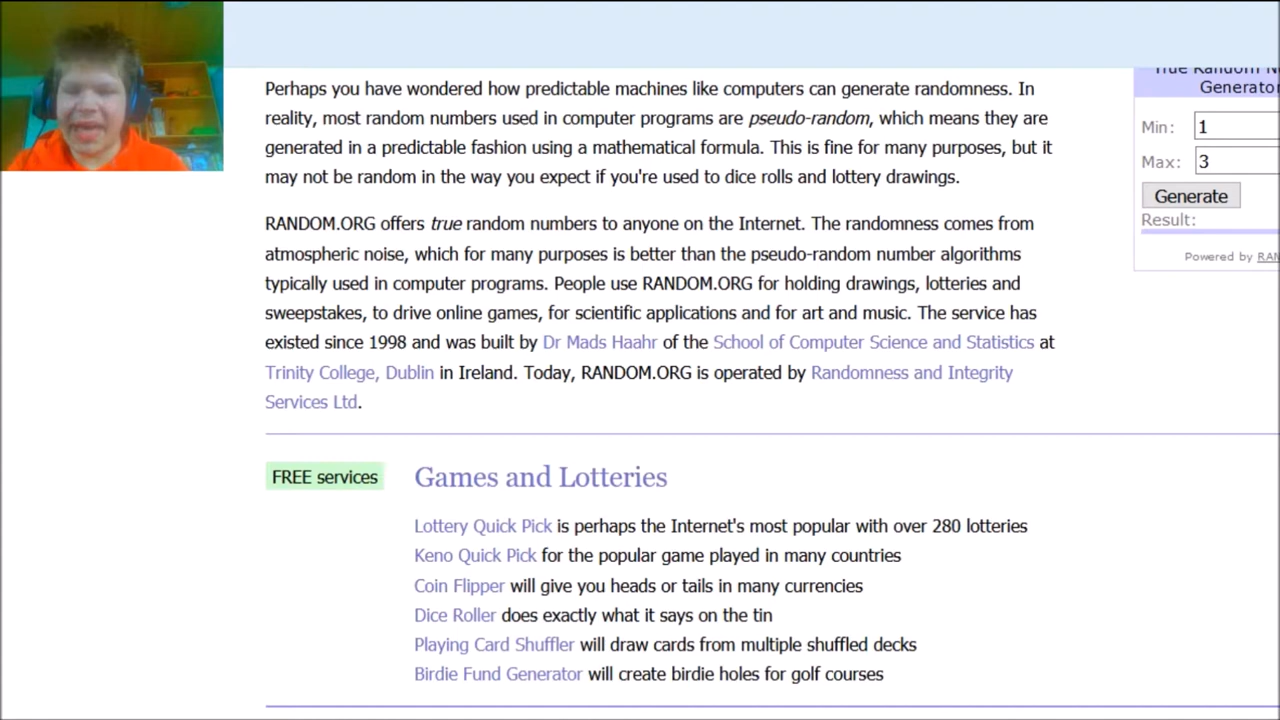 Perhaps you have wondered how predictable machines like computers can generate randomness. In
reality, most random numbers used in computer programs are pseudo-random, which means they are
generated in a predictable fashion using a mathematical formula. This is fine for many purposes, but it
may not be random in the way you expect if you're used to dice rolls and lottery drawings.
RANDOM.ORG offers true random numbers to anyone on the Internet. The randomness comes from
atmospheric noise, which for many purposes is better than the pseudo-random number algorithms
typically used in computer programs. People use RANDOM.ORG for holding drawings, lotteries and
sweepstakes, to drive online games, for scientific applications and for art and music. The service has
existed since 1998 and was built by Dr Mads Haahr of the School of Computer Science and Statistics at
Trinity College, Dublin in Ireland. Today, RANDOM.ORG is operated by Randomness and Integrity
Services Ltd.
FREE services
Games and Lotteries
Lottery Quick Pick is perhaps the Internet's most popular with over 280 lotteries
Keno Quick Pick for the popular game played in many countries
Coin Flipper will give you heads or tails in many currencies
Dice Roller does exactly what it says on the tin
Playing Card Shuffler will draw cards from multiple shuffled decks
Birdie Fund Generator will create birdie holes for golf courses
True Random N
Generator
Min: 1
Max: 3
Generate
Result:
Powered by RAN